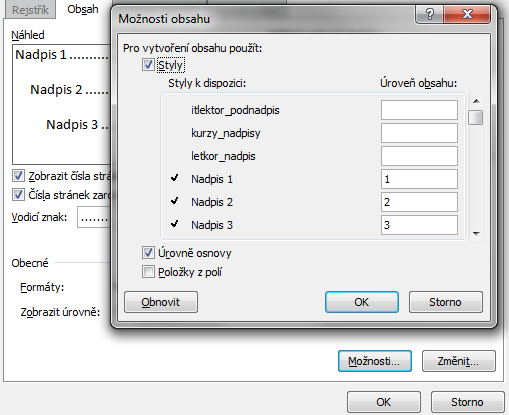 Rejstřík
Obsah
Náhled
Nadpis 1 ..........
Nadpis 2 .......
Nadpis 3 ....
Zobrazit čísla
Čísla stránek
Vodicí znak: .......
Obecné
Formáty:
Zobrazit úrovně:
Možnosti...
Změnit...
OK
Storno
Možnosti obsahu
?
Pro vytvoření obsahu použít:
Styly
Styly k dispozici: Úroveň obsahu:
itlektor_podnadpis
kurzy_nadpisy
letkor_nadpis
Nadpis 1 1
Nadpis 2 2
Nadpis 3 3
Úrovně osnovy
Položky z polí
Obnovit
OK
Storno